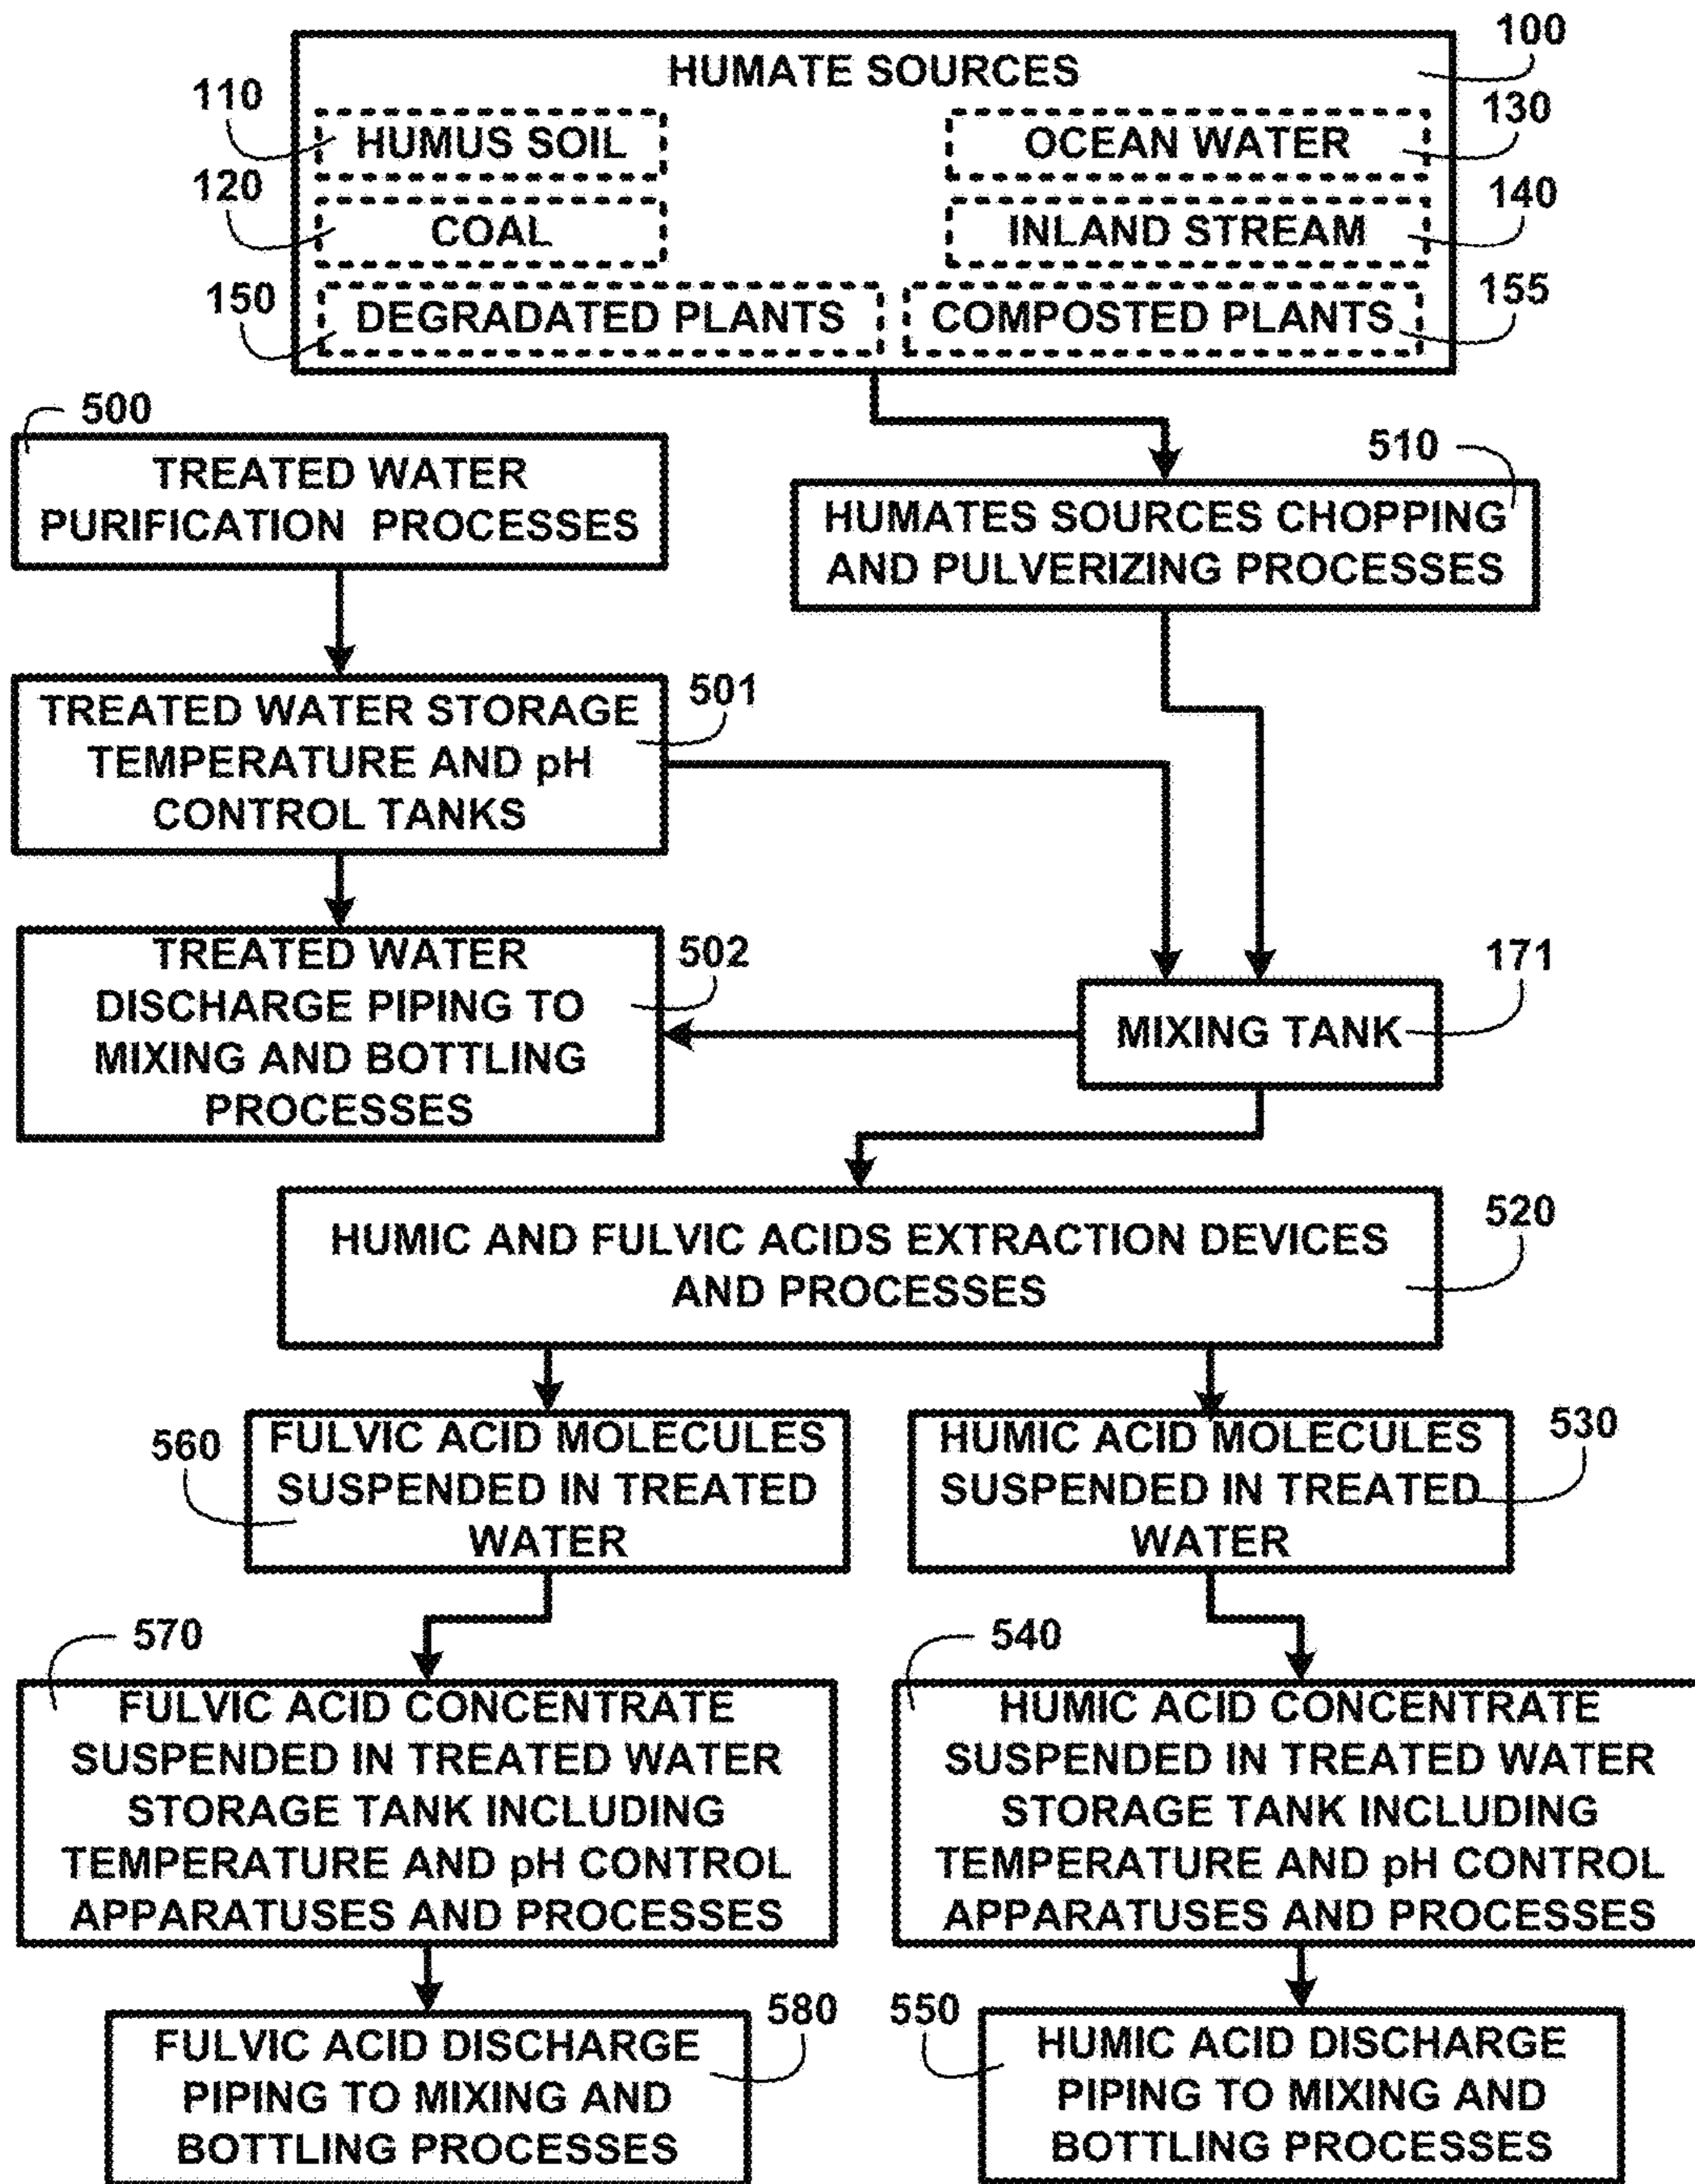 100
HUMATE SOURCES
110
130
HUMUS SOIL
OCEAN WATER
120
140
COAL
INLAND STREAM
150
155
DEGRADATED PLANTS
COMPOSTED PLANTS
500
TREATED WATER
PURIFICATION PROCESSES
510
HUMATES SOURCES CHOPPING
AND PULVERIZING PROCESSES
501
TREATED WATER STORAGE
TEMPERATURE AND pH
CONTROL TANKS
502
TREATED WATER
DISCHARGE PIPING TO
MIXING AND BOTTLING
PROCESSES
171
MIXING TANK
520
HUMIC AND FULVIC ACIDS EXTRACTION DEVICES
AND PROCESSES
560
FULVIC ACID MOLECULES
SUSPENDED IN TREATED
WATER
530
HUMIC ACID MOLECULES
SUSPENDED IN TREATED
WATER
570
FULVIC ACID CONCENTRATE
SUSPENDED IN TREATED WATER
STORAGE TANK INCLUDING
TEMPERATURE AND pH CONTROL
APPARATUSES AND PROCESSES
540
HUMIC ACID CONCENTRATE
SUSPENDED IN TREATED WATER
STORAGE TANK INCLUDING
TEMPERATURE AND pH CONTROL
APPARATUSES AND PROCESSES
580
FULVIC ACID DISCHARGE
PIPING TO MIXING AND
BOTTLING PROCESSES
550
HUMIC ACID DISCHARGE
PIPING TO MIXING AND
BOTTLING PROCESSES